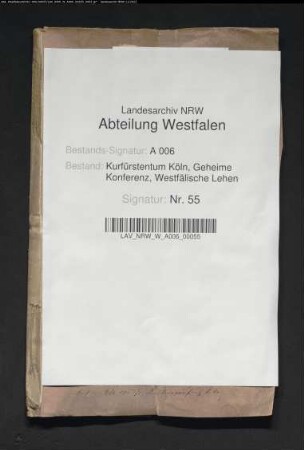 Landesarchiv NRW
Abteilung Westfalen
Bestands-Signatur: A 006
Bestand: Kurfürstentum Köln, Geheime
Konferenz, Westfälische Lehen
Signatur: Nr. 55
LAV_NRW_W_A006_00055